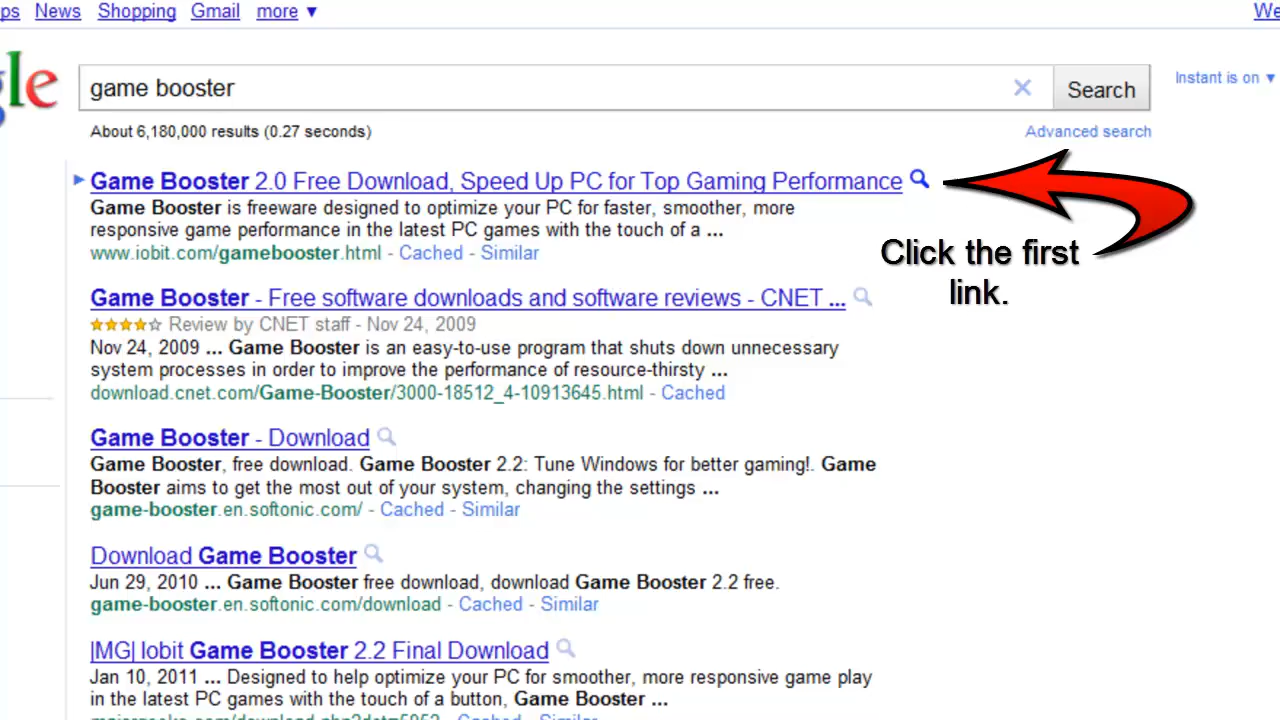 News Shopping Gmail more ▼
game booster
Search
Instant is on ▼
About 6,180,000 results (0.27 seconds)
Advanced search
Game Booster 2.0 Free Download, Speed Up PC for Top Gaming Performance
Game Booster is freeware designed to optimize your PC for faster, smoother, more
responsive game performance in the latest PC games with the touch of a ...
www.iobit.com/gamebooster.html - Cached - Similar
Click the first
link.
Game Booster - Free software downloads and software reviews - CNET ...
Review by CNET staff - Nov 24, 2009
Nov 24, 2009 ... Game Booster is an easy-to-use program that shuts down unnecessary
system processes in order to improve the performance of resource-thirsty ...
download.cnet.com/Game-Booster/3000-18512_4-10913645.html - Cached
Game Booster - Download
Game Booster, free download. Game Booster 2.2: Tune Windows for better gaming!. Game
Booster aims to get the most out of your system, changing the settings ...
game-booster.en.softonic.com/ - Cached - Similar
Download Game Booster
Jun 29, 2010 ... Game Booster free download, download Game Booster 2.2 free.
game-booster.en.softonic.com/download - Cached - Similar
|MG| Iobit Game Booster 2.2 Final Download
Jan 10, 2011 ... Designed to help optimize your PC for smoother, more responsive game play
in the latest PC games with the touch of a button, Game Booster ...